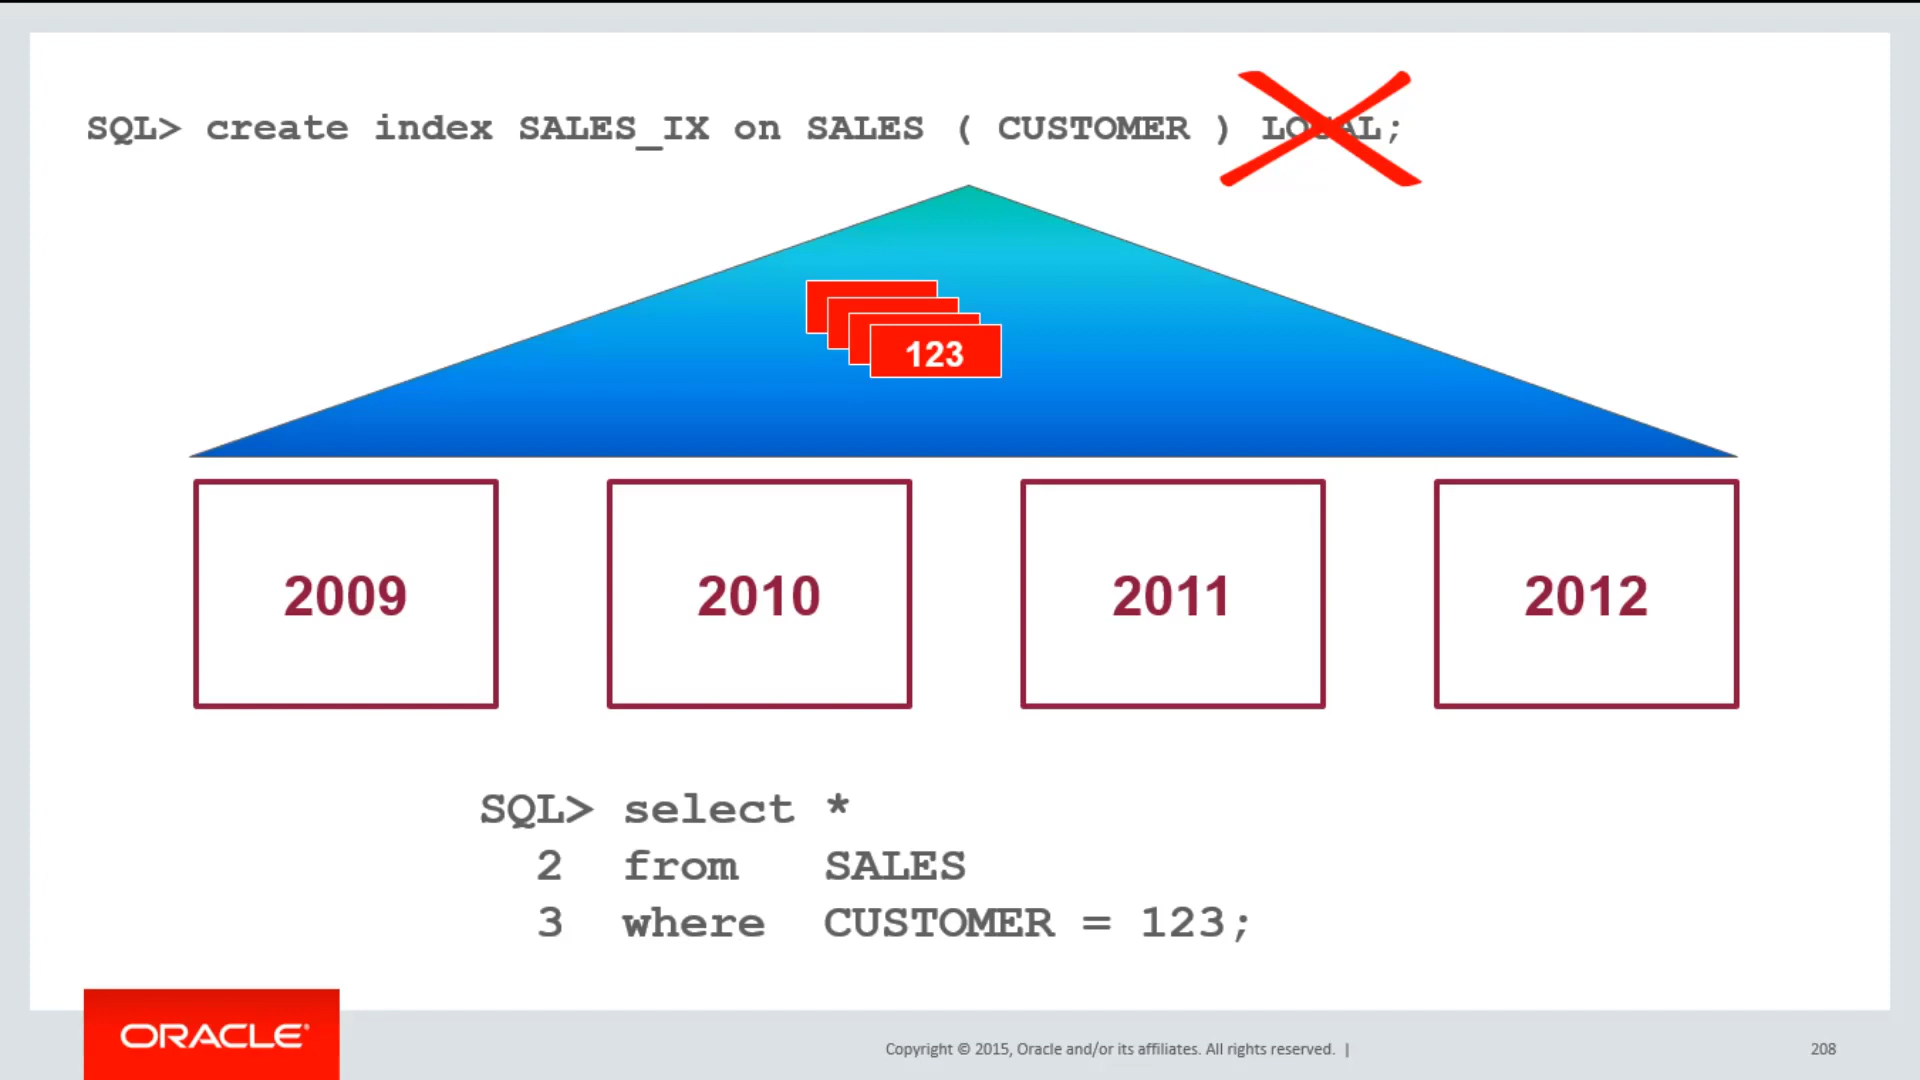 SQL> create index SALES_IX on SALES ( CUSTOMER ) LOCAL;
123
2009
2010
2011
2012
SQL> select *
2 from SALES
3 where CUSTOMER = 123;
ORACLE
Copyright © 2015, Oracle and/or its affiliates. All rights reserved. |
208